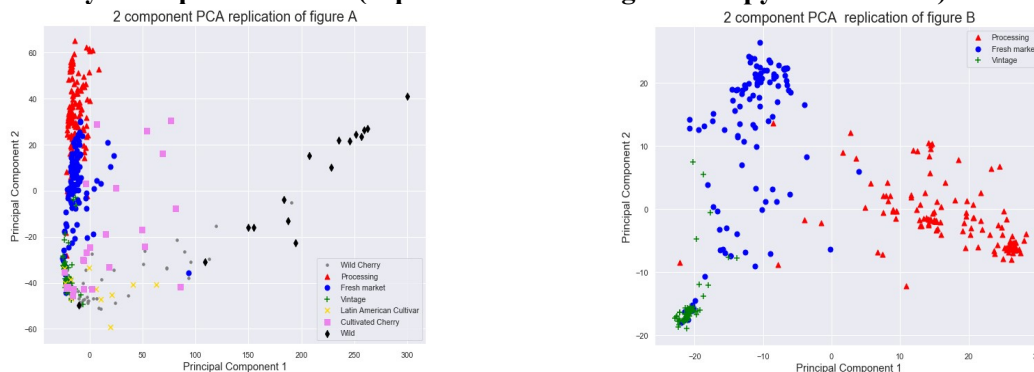 2 component PCA replication of figure A
Principal Component 2
60
40
20
0
−20
−40
−60
0
50
100
150
200
250
300
Principal Component 1
Wild Cherry
Processing
Fresh market
Vintage
Latin American Cultivar
Cultivated Cherry
Wild
2 component PCA replication of figure B
Principal Component 2
20
10
0
−10
−20
−20
−10
0
10
20
Principal Component 1
Processing
Fresh marke
Vintage